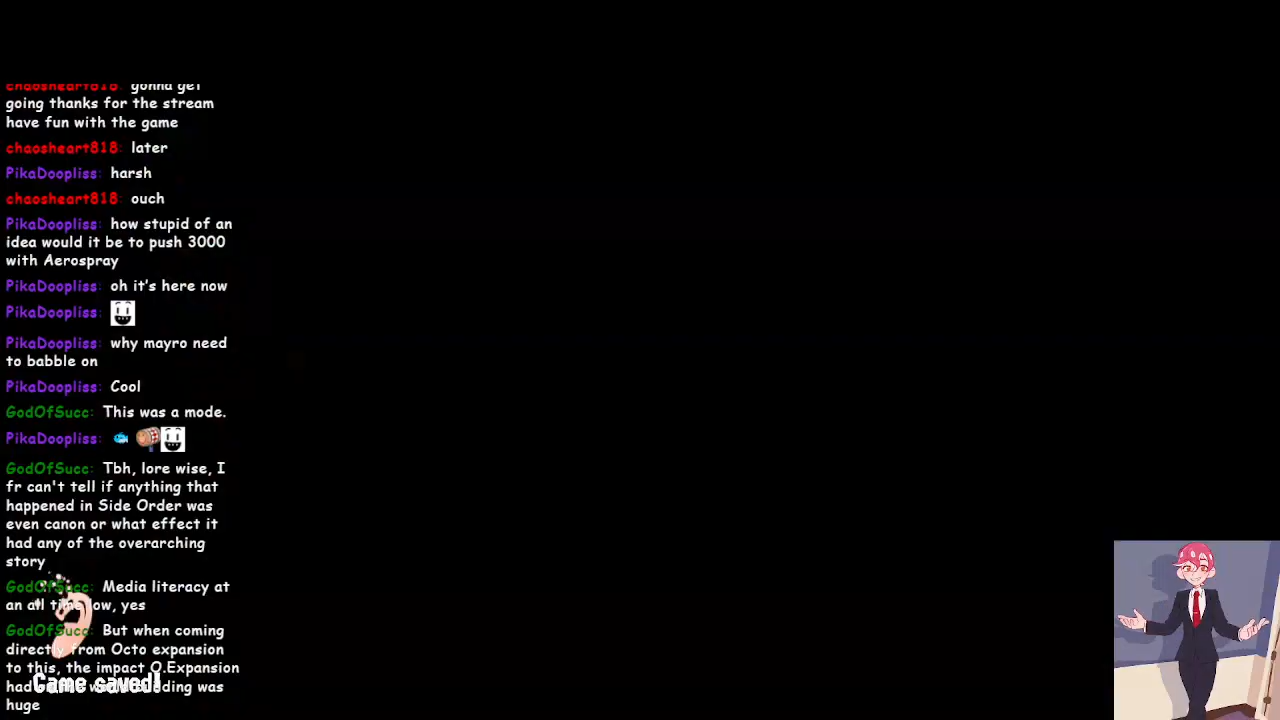 chaosheart818: gonna get
going thanks for the stream
have fun with the game
chaosheart818: later
PikaDoopliss: harsh
chaosheart818: ouch
PikaDoopliss: how stupid of an
idea would it be to push 3000
with Aerospray
PikaDoopliss: oh it's here now
PikaDoopliss:
PikaDoopliss: why mayro need
to babble on
PikaDoopliss: Cool
GodOfSucc: This was a mode.
PikaDoopliss:
GodOfSucc: Tbh, lore wise, I
fr can't tell if anything that
happened in Side Order was
even canon or what effect it
had any of the overarching
story
GodOfSucc: Media literacy at
an all time low, yes
GodOfSucc: But when coming
directly from Octo expansion
to this, the impact O.Expansion
had
was
huge
Game saved!